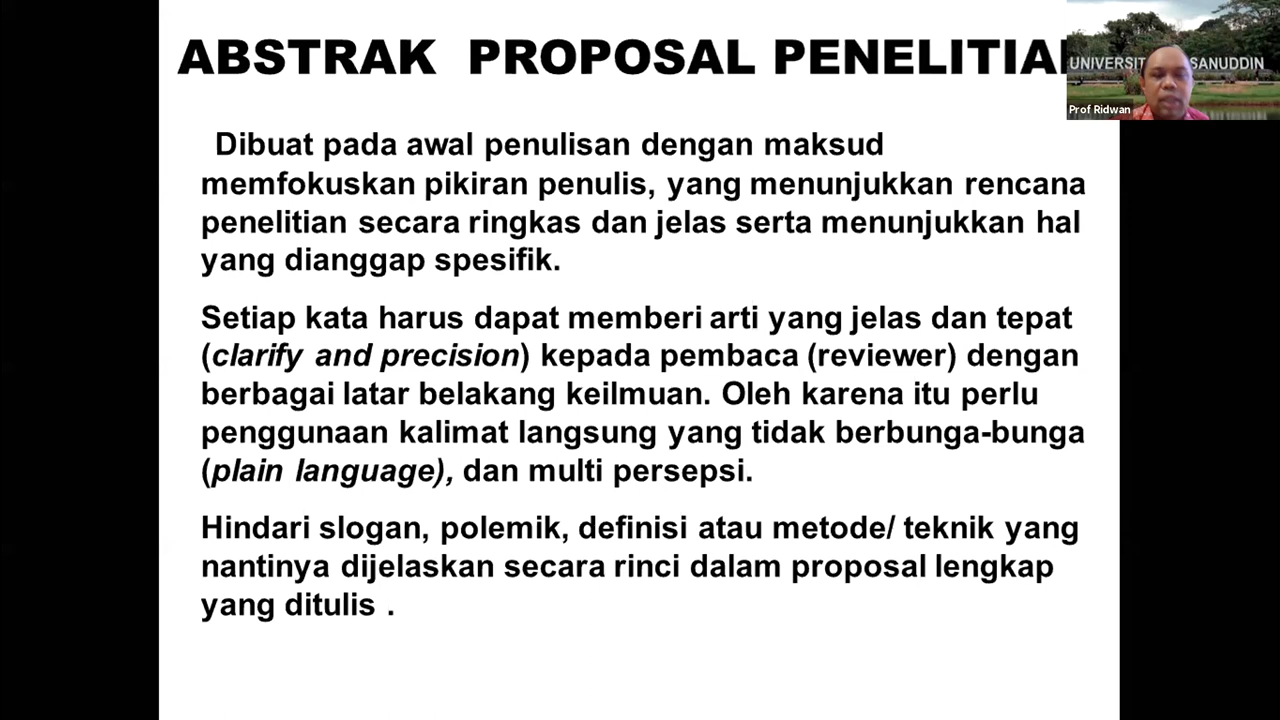 ABSTRAK PROPOSAL PENELITIA
UNIVERSIT SANUDDIN
Prof Ridwan
Dibuat pada awal penulisan dengan maksud
memfokuskan pikiran penulis, yang menunjukkan rencana
penelitian secara ringkas dan jelas serta menunjukkan hal
yang dianggap spesifik.
Setiap kata harus dapat memberi arti yang jelas dan tepat
(clarify and precision) kepada pembaca (reviewer) dengan
berbagai latar belakang keilmuan. Oleh karena itu perlu
penggunaan kalimat langsung yang tidak berbunga-bunga
(plain language), dan multi persepsi.
Hindari slogan, polemik, definisi atau metode/ teknik yang
nantinya dijelaskan secara rinci dalam proposal lengkap
yang ditulis .